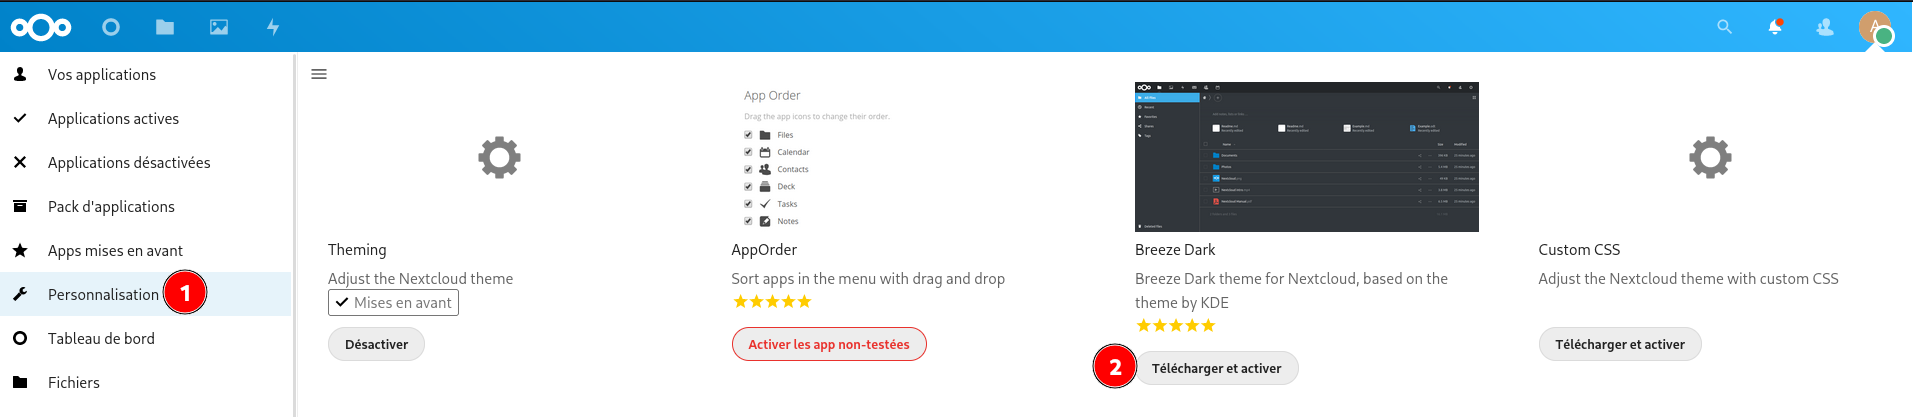 A
Vos applications
Applications actives
Applications désactivées
Pack d'applications
Apps mises en avant
Personnalisation
1
Tableau de bord
Fichiers
Theming
Adjust the Nextcloud theme
Mises en avant
Désactiver
App Order
Drag the app icons to change their order.
Files
Calendar
Contacts
Deck
Tasks
Notes
AppOrder
Sort apps in the menu with drag and drop
Activer les app non-testées
Breeze Dark
Breeze Dark theme for Nextcloud, based on the
theme by KDE
2
Télécharger et activer
Custom CSS
Adjust the Nextcloud theme with custom CSS
Télécharger et activer